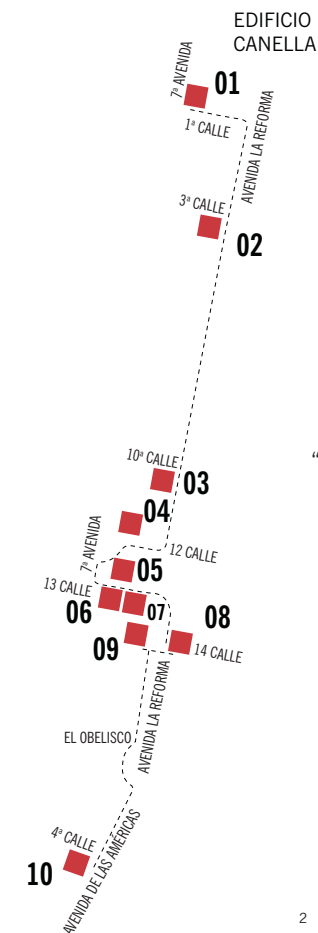 EDIFICIO
CANELLA
7ª AVENIDA
01
1ª CALLE
AVENIDA LA REFORMA
3ª CALLE
02
“
10ª CALLE
03
04
12 CALLE
7ª AVENIDA
05
13 CALLE
06
07
08
09
14 CALLE
AVENIDA LA REFORMA
EL OBELISCO
4ª CALLE
10
AVENIDA DE LAS AMÉRICAS
2